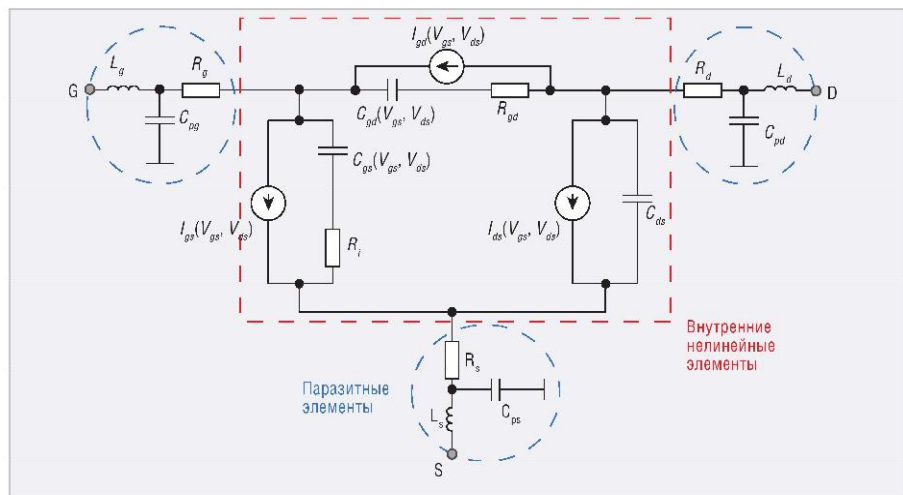 I_gd(V_gs, V_ds)
L_g
R_g
R_d
L_d
G
D
C_pg
C_gd(V_gs, V_ds)
R_gd
C_pd
C_gs(V_gs, V_ds)
C_ds
I_gs(V_gs, V_ds)
R_i
I_ds(V_gs, V_ds)
Внутренние
нелинейные
элементы
R_s
Паразитные
элементы
L_s
C_ps
S